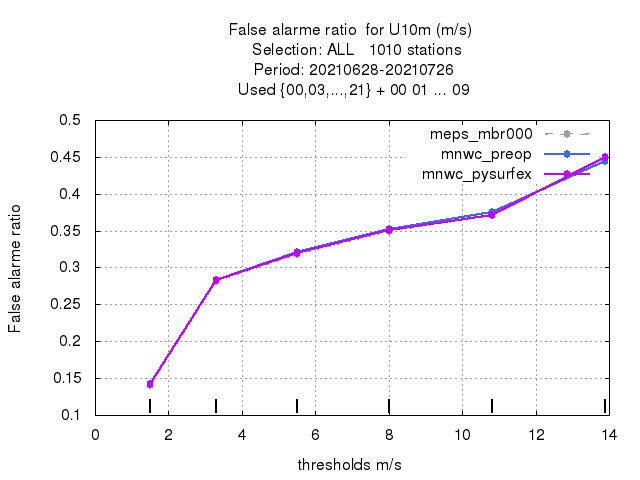 False alarme ratio  for U10m (m/s)
Selection: ALL   1010 stations
Period: 20210628-20210726
Used {00,03,...,21} + 00 01 ... 09
meps_mbr000
mnwc_preop
mnwc_pysurfex
False alarme ratio
0.5
0.45
0.4
0.35
0.3
0.25
0.2
0.15
0.1
0 2 4 6 8 10 12 14
thresholds m/s